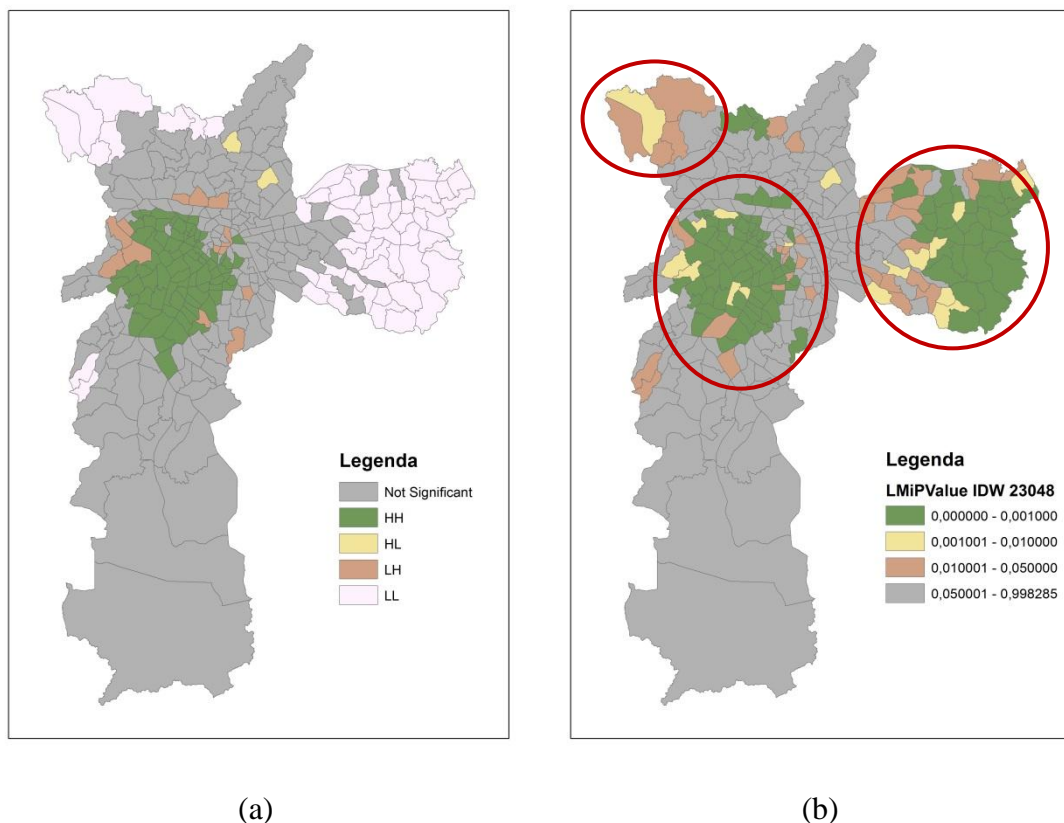 Legenda
Not Significant
HH
HL
LH
LL
Legenda
LMiPValue IDW 23048
0,000000 - 0,001000
0,001001 - 0,010000
0,010001 - 0,050000
0,050001 - 0,998285
(a)
(b)